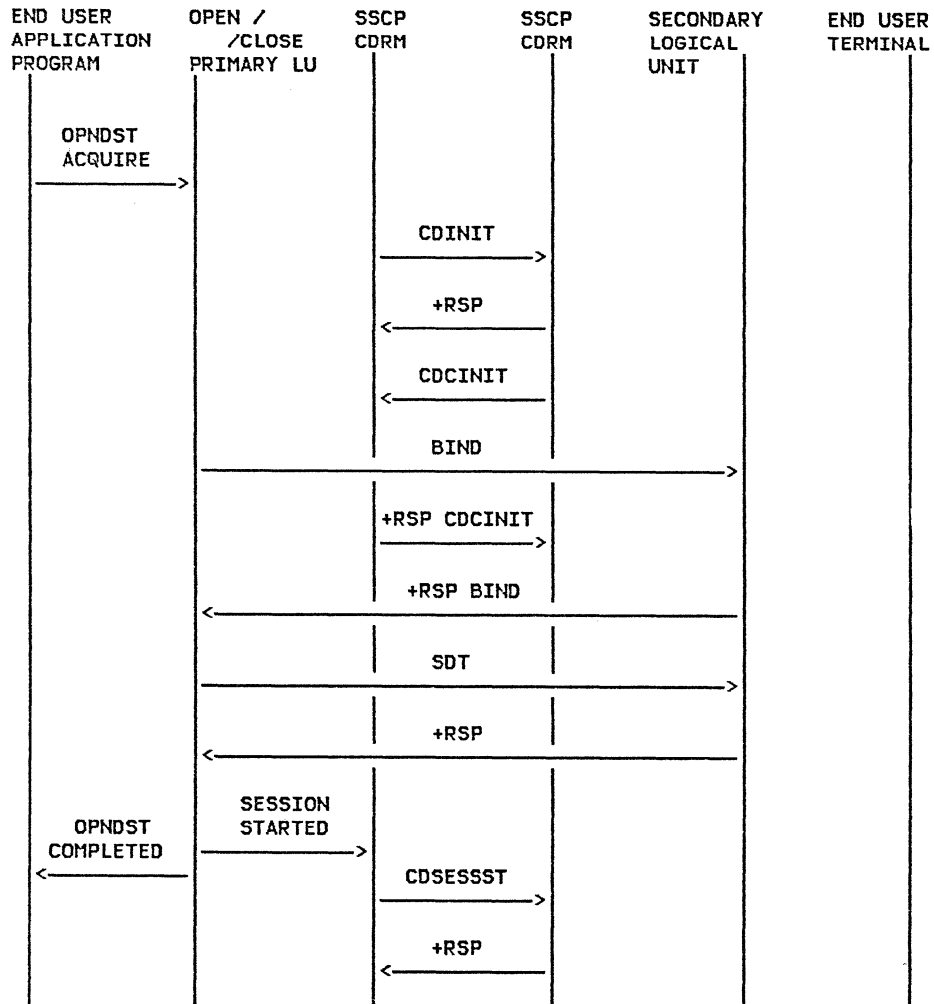 END USER
APPLICATION
PROGRAM
OPEN /
/CLOSE
PRIMARY LU
SSCP
CDRM
SSCP
CDRM
SECONDARY
LOGICAL
UNIT
END USER
TERMINAL
OPNDST
ACQUIRE
CDINIT
+RSP
CDCINIT
BIND
+RSP CDCINIT
+RSP BIND
SDT
+RSP
SESSION
STARTED
OPNDST
COMPLETED
CDSESSST
+RSP